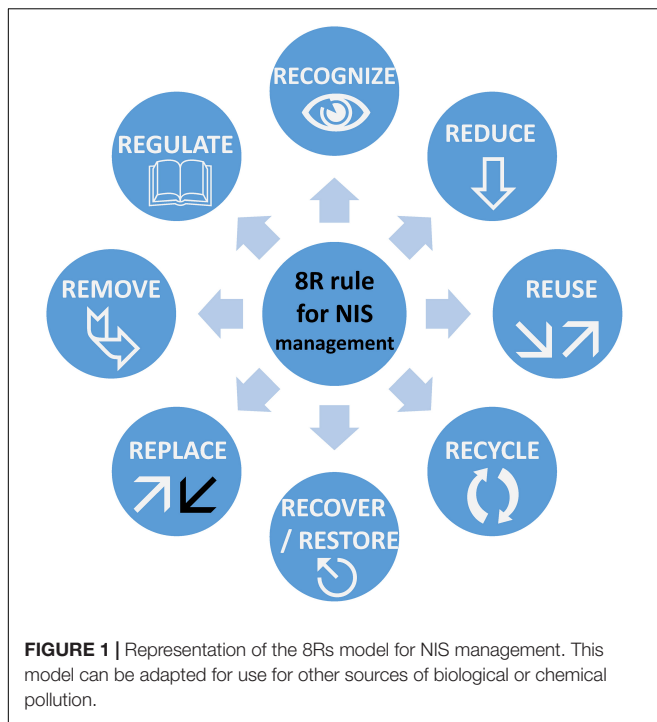 RECOGNIZE
REDUCE
REUSE
RECYCLE
RECOVER
/ RESTORE
REPLACE
REMOVE
REGULATE
8R rule
for NIS
management
FIGURE 1 | Representation of the 8Rs model for NIS management. This
model can be adapted for use for other sources of biological or chemical
pollution.